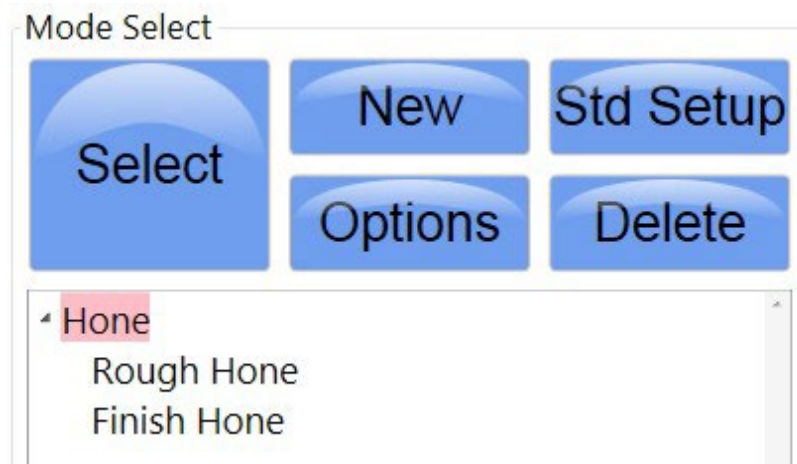 Mode Select
Select
New
Std Setup
Options
Delete
Hone
Rough Hone
Finish Hone